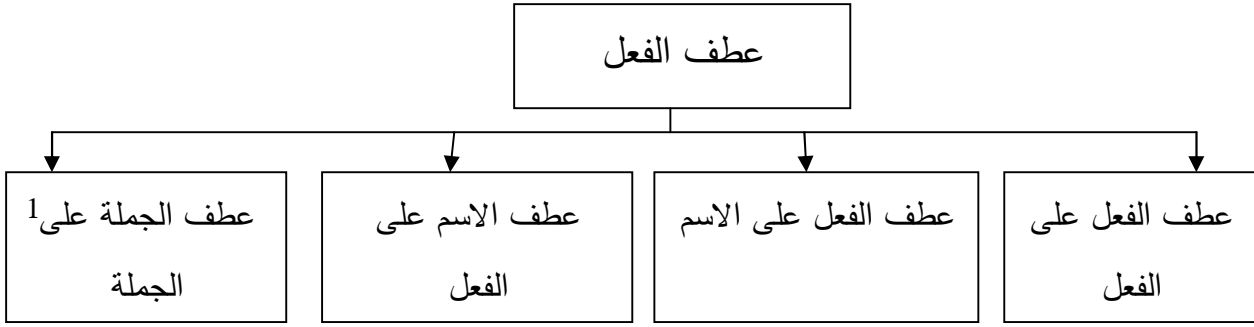 عطف الفعل
عطف الفعل على
الفعل
عطف الفعل على الاسم
عطف الاسم على
الفعل
عطف الجملة على1
الجملة